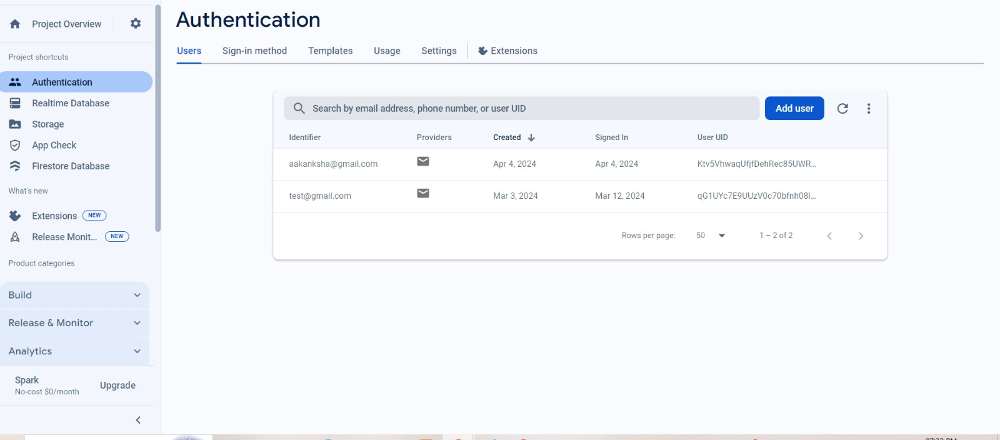 Project Overview
Project shortcuts
Authentication
Realtime Database
Storage
App Check
Firestore Database
What's new
Extensions NEW
Release Monit... NEW
Product categories
Build
Release & Monitor
Analytics
Spark
No-cost $0/month
Upgrade
Authentication
Users Sign-in method Templates Usage Settings Extensions
Search by email address, phone number, or user UID Add user
Identifier Providers Created Signed In User UID
aakanksha@gmail.com Apr 4, 2024 Apr 4, 2024 Ktv5VhwaqUfjfDehRec85UWR...
test@gmail.com Mar 3, 2024 Mar 12, 2024 qG1UYc7E9UUzV0c70bfnh08l...
Rows per page: 50 1 – 2 of 2